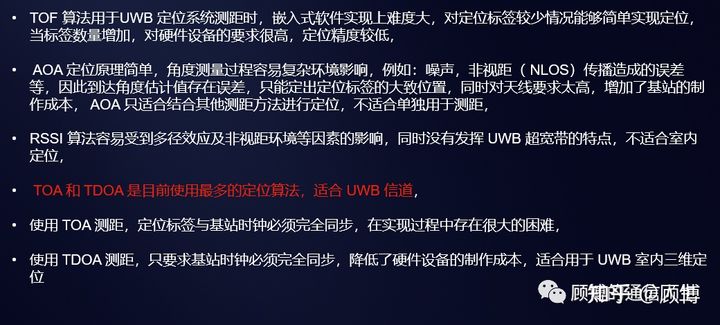 • TOF 算法用于UWB 定位系统测距时，嵌入式软件实现上难度大，对定位标签较少情况能够简单实现定位，
当标签数量增加，对硬件设备的要求很高，定位精度较低，
• AOA 定位原理简单，角度测量过程容易复杂环境影响，例如：噪声，非视距（ NLOS）传播造成的误差
等，因此到达角度估计值存在误差，只能定出定位标签的大致位置，同时对天线要求太高，增加了基站的制
作成本， AOA 只适合结合其他测距方法进行定位，不适合单独用于测距，
• RSSI 算法容易受到多径效应及非视距环境等因素的影响，同时没有发挥 UWB 超宽带的特点，不适合室内
定位，
• TOA 和 TDOA 是目前使用最多的定位算法，适合 UWB 信道，
• 使用 TOA 测距，定位标签与基站时钟必须完全同步，在实现过程中存在很大的困难，
• 使用 TDOA 测距，只要求基站时钟必须完全同步，降低了硬件设备的制作成本，适合用于 UWB 室内三维定
位
知乎 @顾博